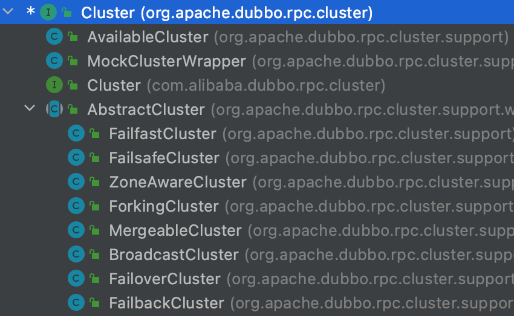 * Cluster (org.apache.dubbo.rpc.cluster)
AvailableCluster (org.apache.dubbo.rpc.cluster.support)
MockClusterWrapper (org.apache.dubbo.rpc.cluster.supp
Cluster (com.alibaba.dubbo.rpc.cluster)
AbstractCluster (org.apache.dubbo.rpc.cluster.support.w
FailfastCluster (org.apache.dubbo.rpc.cluster.support)
FailsafeCluster (org.apache.dubbo.rpc.cluster.support
ZoneAwareCluster (org.apache.dubbo.rpc.cluster.supp
ForkingCluster (org.apache.dubbo.rpc.cluster.support
MergeableCluster (org.apache.dubbo.rpc.cluster.supp
BroadcastCluster (org.apache.dubbo.rpc.cluster.supp
FailoverCluster (org.apache.dubbo.rpc.cluster.support
FailbackCluster (org.apache.dubbo.rpc.cluster.support